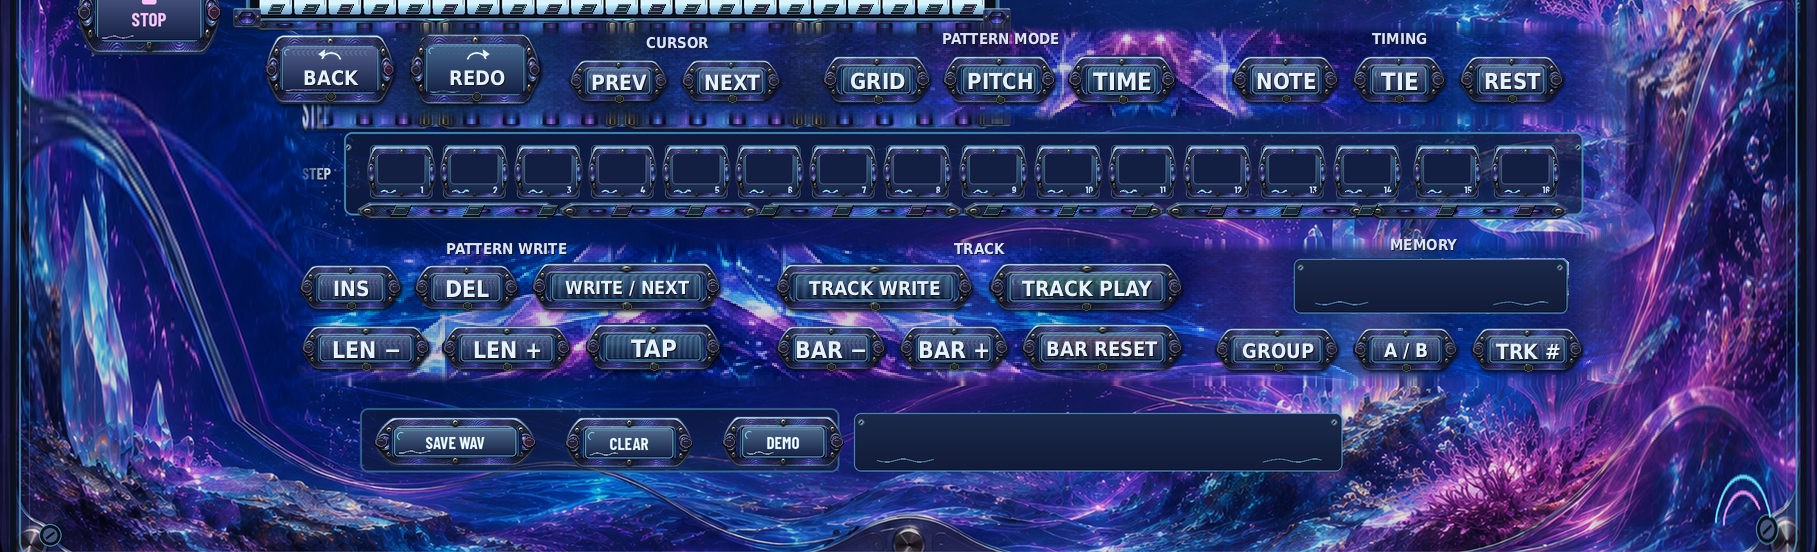 STOP
CURSOR
PATTERN MODE
TIMING
BACK
REDO
PREV
NEXT
GRID
PITCH
TIME
NOTE
TIE
REST
STEP
1 2 3 4 5 6 7 8 9 10 11 12 13 14 15 16
PATTERN WRITE
TRACK
MEMORY
INS
DEL
WRITE / NEXT
TRACK WRITE
TRACK PLAY
LEN −
LEN +
TAP
BAR −
BAR +
BAR RESET
GROUP
A / B
TRK #
SAVE WAV
CLEAR
DEMO